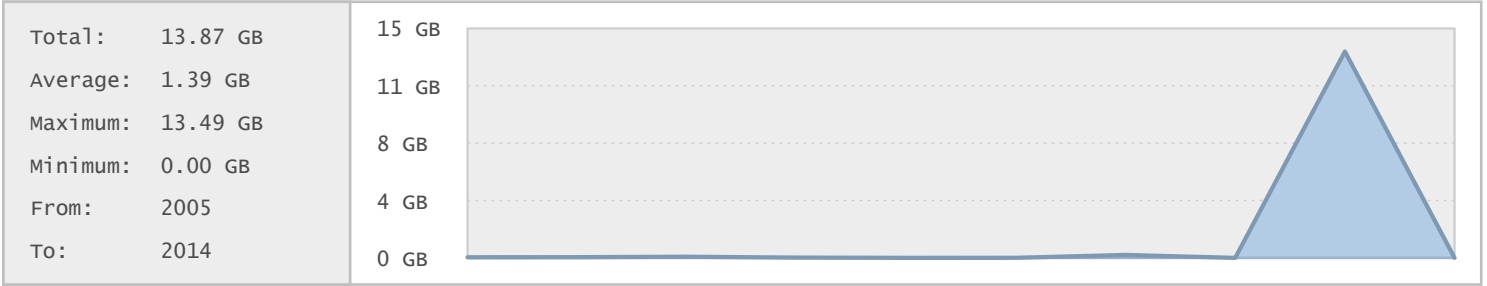 Total: 13.87 GB
Average: 1.39 GB
Maximum: 13.49 GB
Minimum: 0.00 GB
From: 2005
To: 2014
15 GB
11 GB
8 GB
4 GB
0 GB